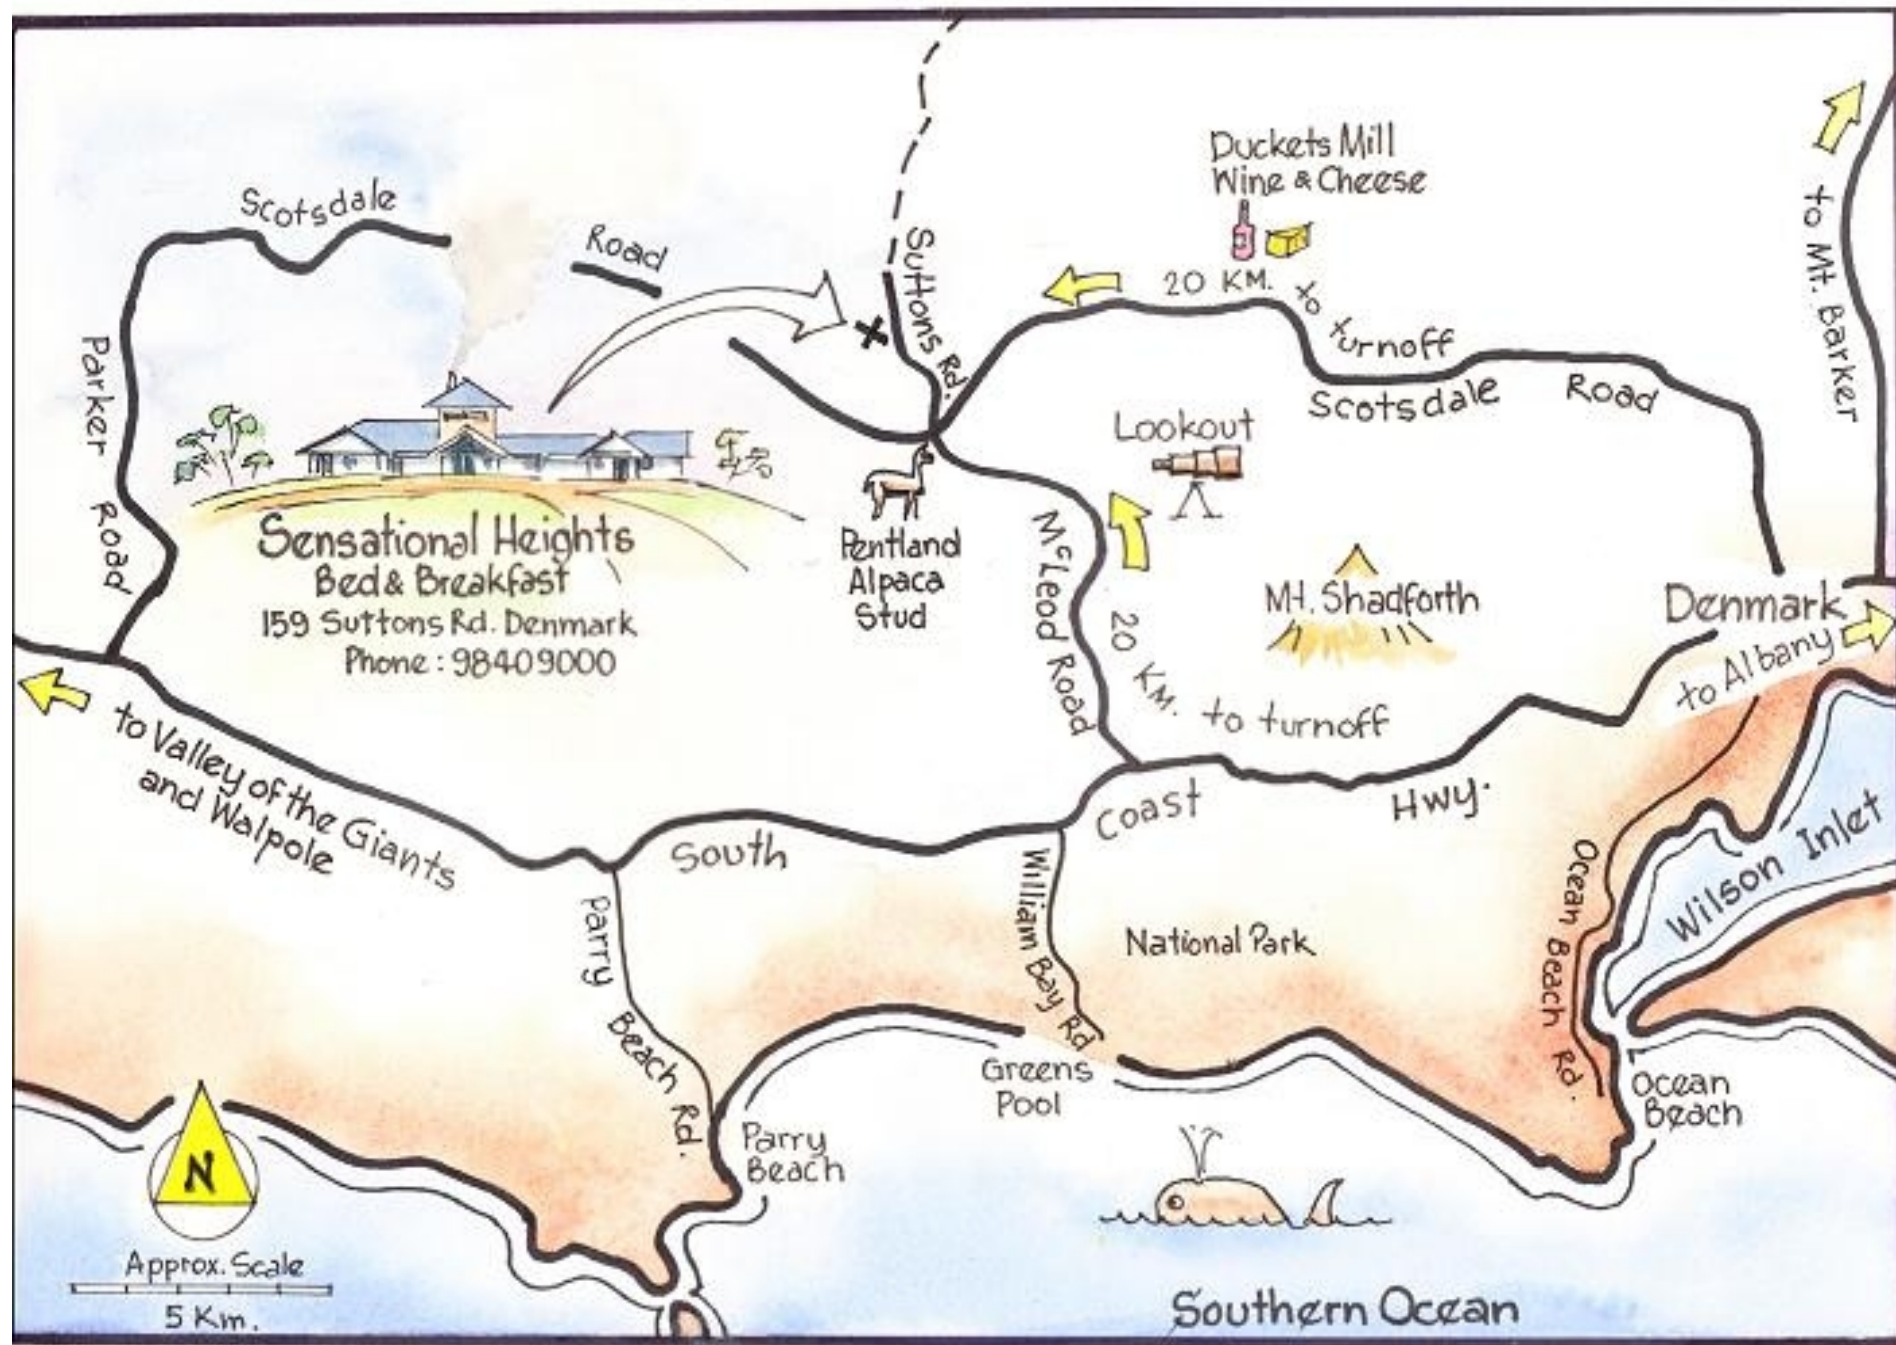 Scotsdale
Road
Parker
Road
Sensational Heights
Bed & Breakfast
159 Suttons Rd. Denmark
Phone : 98409000
Suttons Rd.
Pentland
Alpaca
Stud
Duckets Mill
Wine & Cheese
20 KM. to turnoff
Scotsdale Road
to Mt. Barker
Lookout
McLeod Road
Mt. Shadforth
20 KM. to turnoff
Denmark
to Albany
to Valley of the Giants
and Walpole
South Coast Hwy.
Parry Beach Rd.
William Bay Rd
National Park
Ocean Beach Rd.
Wilson Inlet
Greens
Pool
Parry
Beach
Ocean
Beach
N
Approx. Scale
5 Km.
Southern Ocean